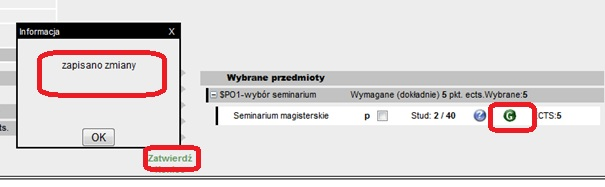 Informacja X
zapisano zmiany
OK
Zatwierdź
Wybrane przedmioty
$PO1-wybór seminarium Wymagane (dokładnie) 5 pkt. ects.Wybrane:5
Seminarium magisterskie p Stud: 2 / 40 ? G CTS:5
ts.